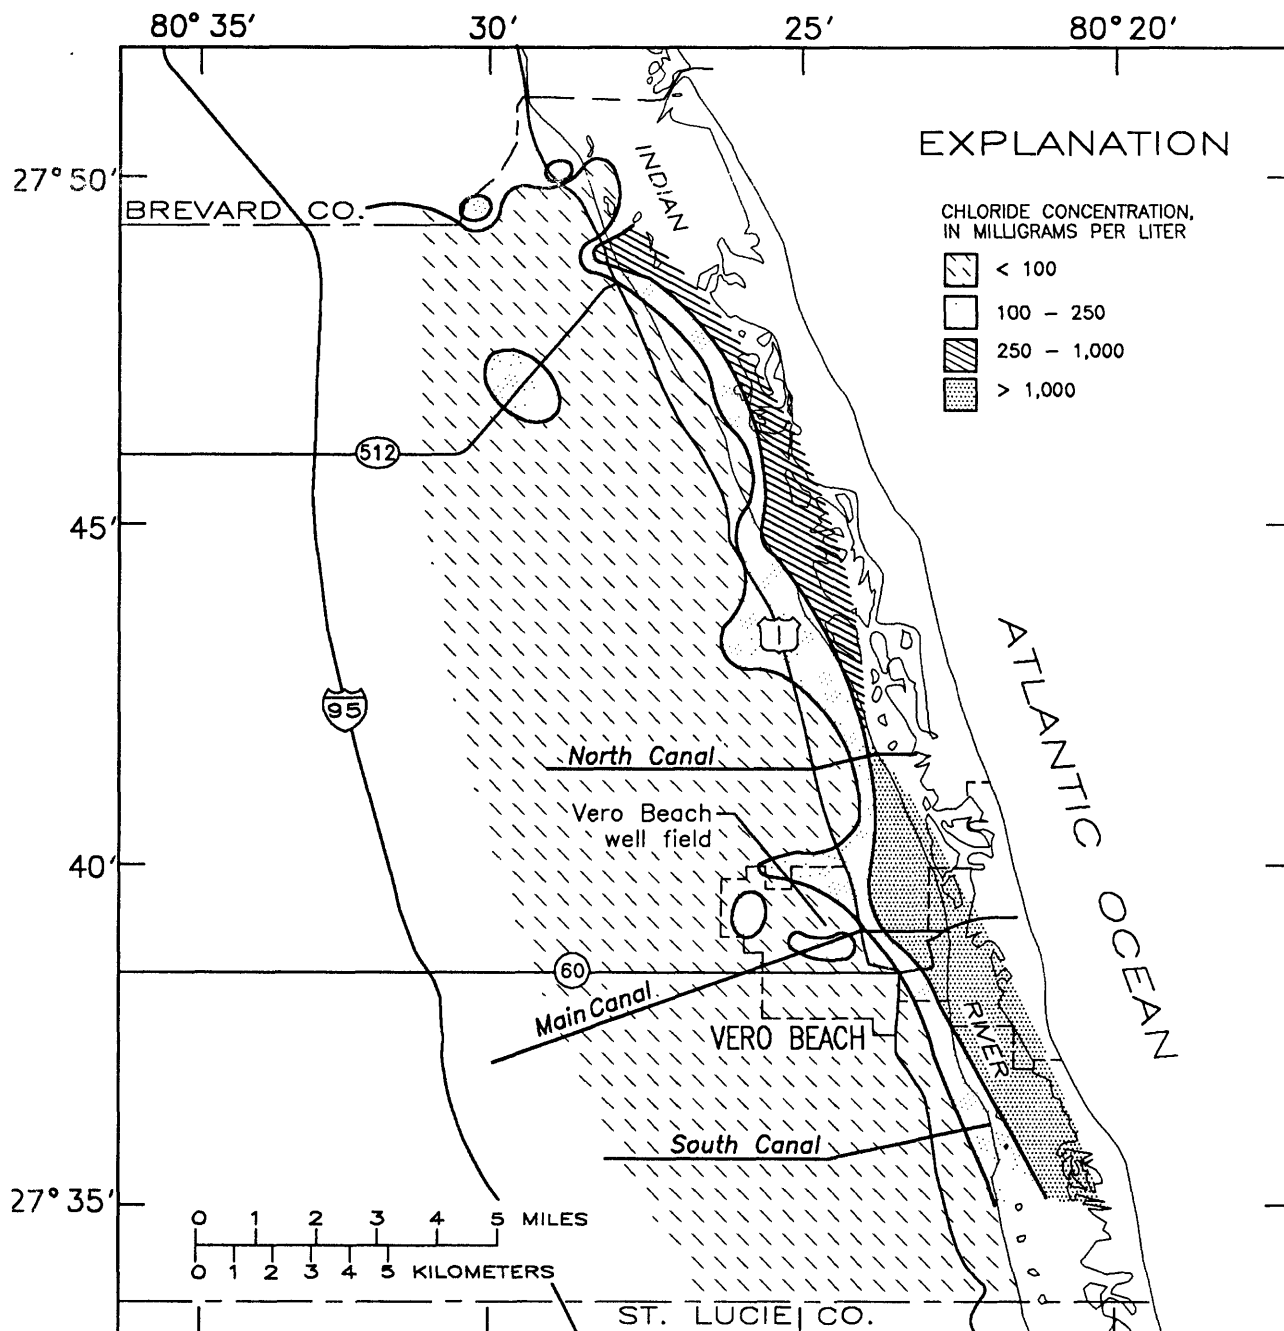 80° 35′ 30′ 25′ 80° 20′
EXPLANATION
27° 50′
INDIAN
BREVARD CO.
CHLORIDE CONCENTRATION,
IN MILLIGRAMS PER LITER
< 100
100 – 250
250 – 1,000
> 1,000
512
45′
1
ATLANTIC OCEAN
95
North Canal
Vero Beach
well field
40′
60
Main Canal
VERO BEACH
RIVER
South Canal
27° 35′
0 1 2 3 4 5 MILES
0 1 2 3 4 5 KILOMETERS
ST. LUCIE CO.